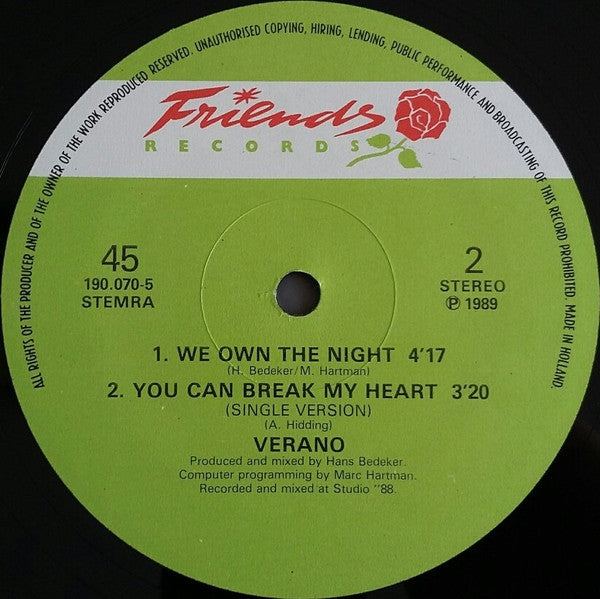 ALL RIGHTS OF THE PRODUCER AND OF THE OWNER OF THE WORK REPRODUCED RESERVED. UNAUTHORISED COPYING, HIRING, LENDING, PUBLIC PERFORMANCE AND BROADCASTING OF THIS RECORD PROHIBITED. MADE IN HOLLAND.
Friends
RECORDS
45
190.070-5
STEMRA
2
STEREO
Ⓟ 1989
1. WE OWN THE NIGHT 4'17
(H. Bedeker/M. Hartman)
2. YOU CAN BREAK MY HEART 3'20
(SINGLE VERSION)
(A. Hidding)
VERANO
Produced and mixed by Hans Bedeker.
Computer programming by Marc Hartman.
Recorded and mixed at Studio "88.